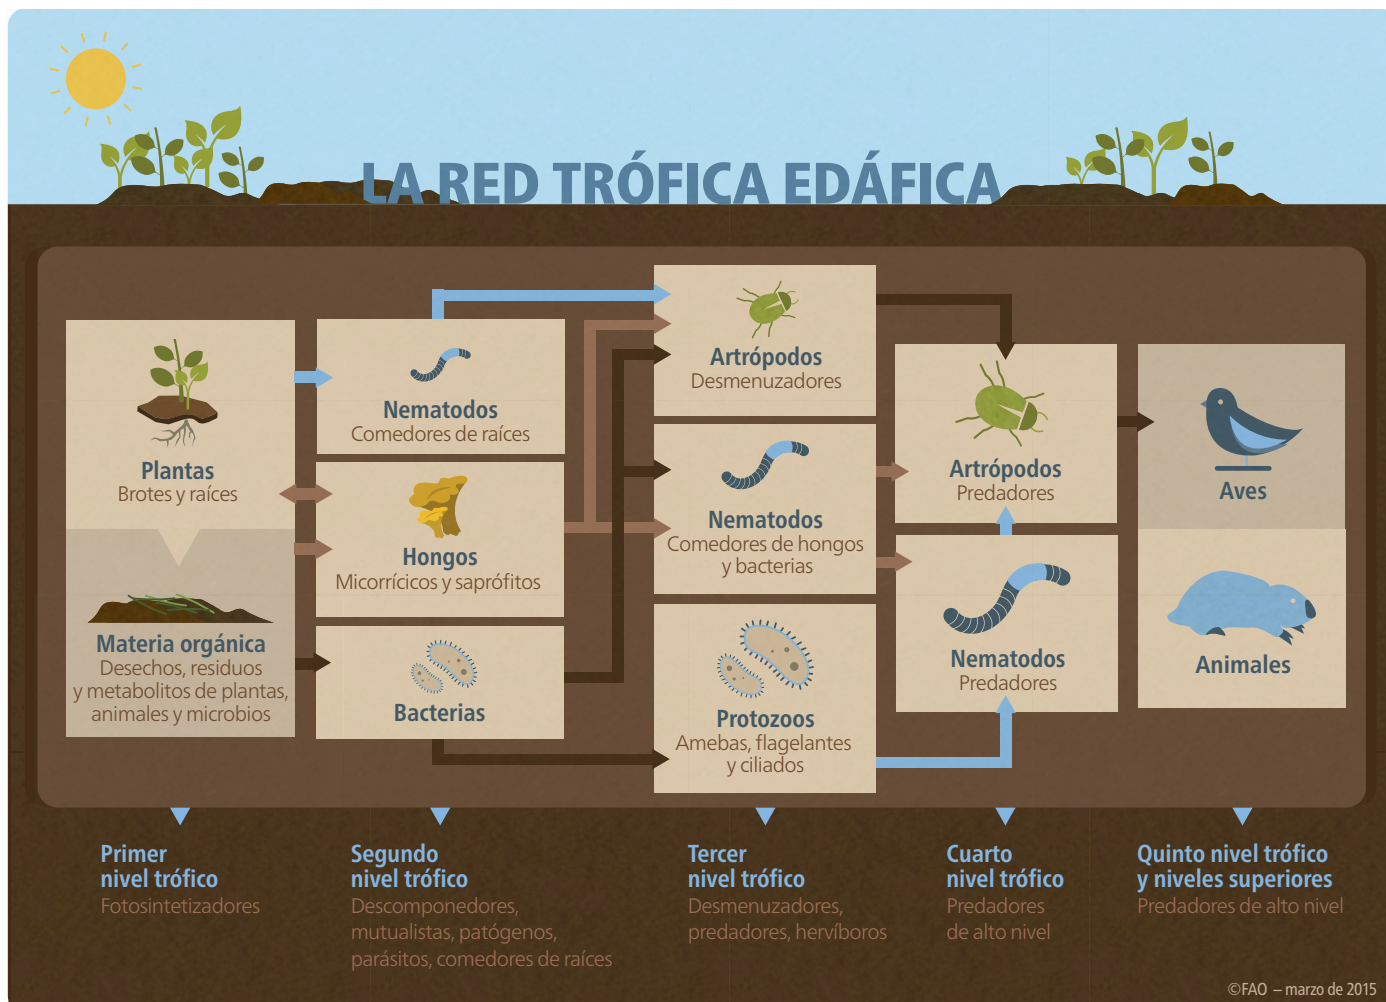 LA RED TRÓFICA EDÁFICA
Plantas
Brotes y raíces
Materia orgánica
Desechos, residuos
y metabolitos de plantas,
animales y microbios
Nematodos
Comedores de raíces
Hongos
Micorrícicos y saprófitos
Bacterias
Artrópodos
Desmenuzadores
Nematodos
Comedores de hongos
y bacterias
Protozoos
Amebas, flagelantes
y ciliados
Artrópodos
Predadores
Nematodos
Predadores
Aves
Animales
Primer
nivel trófico
Fotosintetizadores
Segundo
nivel trófico
Descomponedores,
mutualistas, patógenos,
parásitos, comedores de raíces
Tercer
nivel trófico
Desmenuzadores,
predadores, hervíboros
Cuarto
nivel trófico
Predadores
de alto nivel
Quinto nivel trófico
y niveles superiores
Predadores de alto nivel
©FAO – marzo de 2015